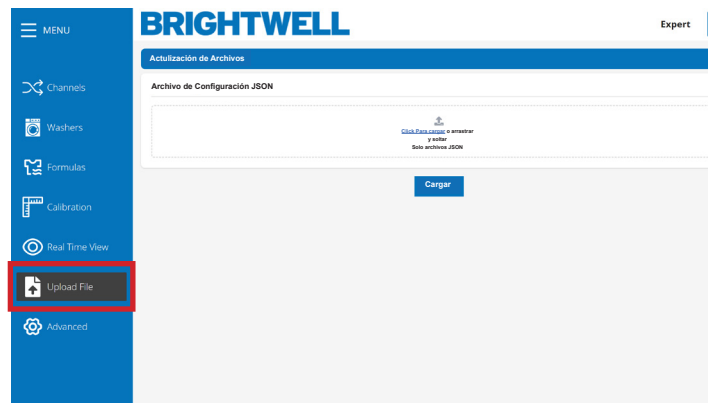 MENU
BRIGHTWELL
Expert
Actulización de Archivos
Channels
Archivo de Configuración JSON
Washers
Click Para cargar o arrastrar
y soltar
Solo archivos JSON
Formulas
Cargar
Calibration
Real Time View
Upload File
Advanced